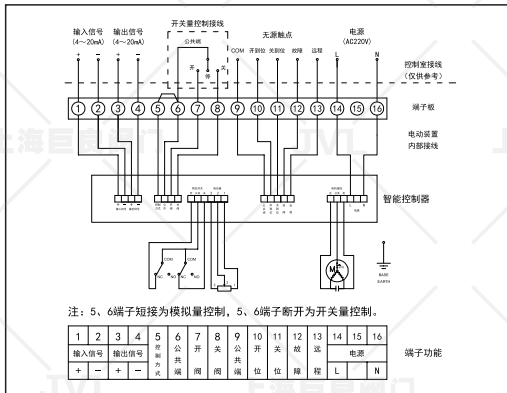 开关量控制接线
输入信号 输出信号 无源触点 电源
(4～20mA) (4～20mA) 公共端 (AC220V)
COM 开到位 关到位 故障 远程
+ - + - 开 关 L N
停
控制室接线
(仅供参考)
1 2 3 4 5 6 7 8 9 10 11 12 13 14 15 16 端子板
电动装置
内部接线
智能控制器
COM COM
NC NO NC NO
M
BASE
EARTH
注：5、6端子短接为模拟量控制，5、6端子断开为开关量控制。
1 2 3 4 5 6 7 8 9 10 11 12 13 14 15 16
输入信号 输出信号 控制方式 公共端 开阀 关阀 公共端 开位 关位 故障 远程 电源
+ - + - L N
端子功能